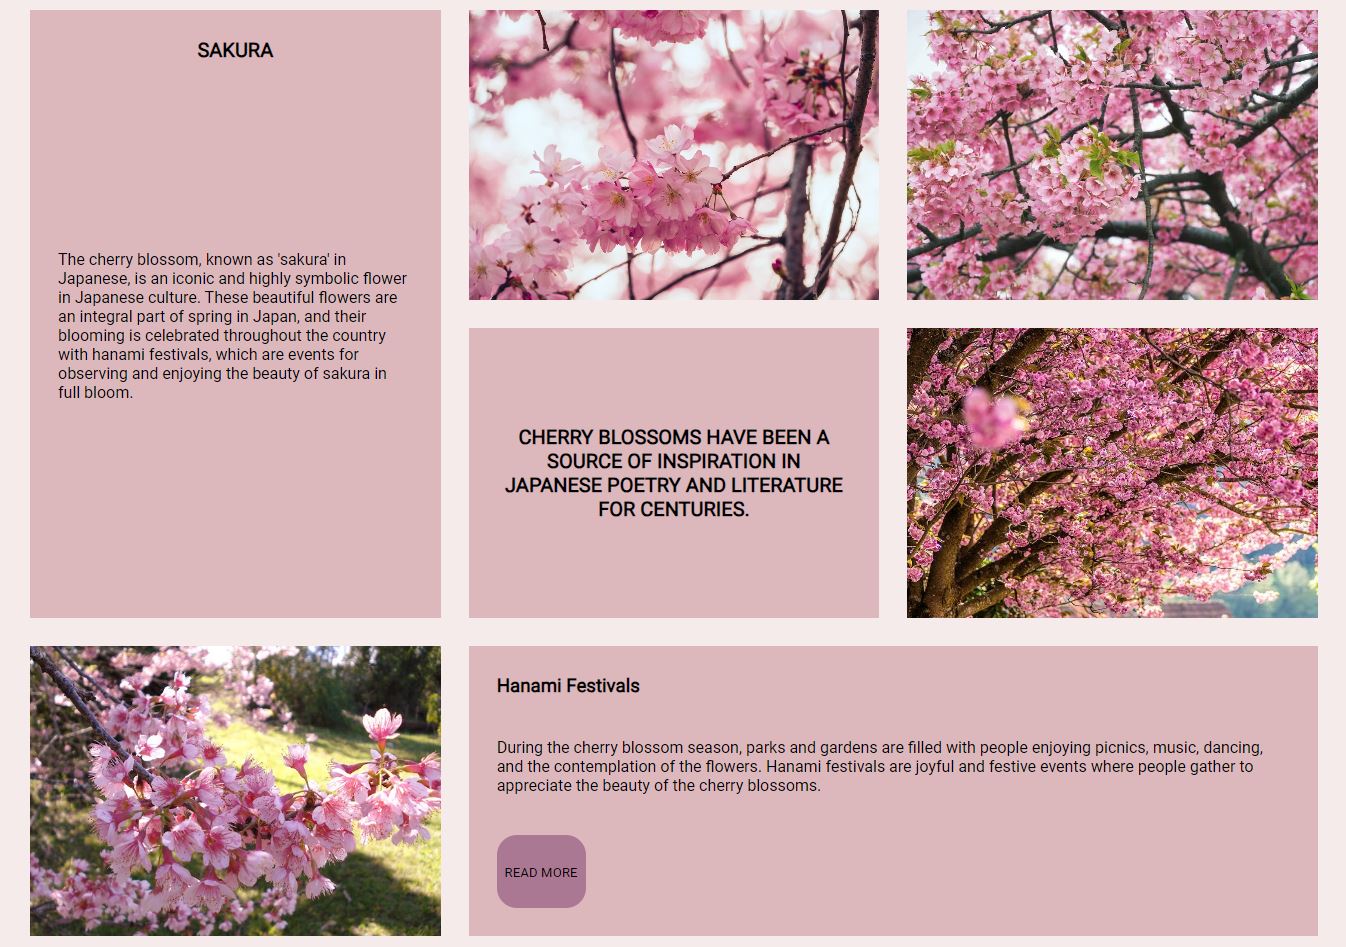 SAKURA
The cherry blossom, known as 'sakura' in
Japanese, is an iconic and highly symbolic flower
in Japanese culture. These beautiful flowers are
an integral part of spring in Japan, and their
blooming is celebrated throughout the country
with hanami festivals, which are events for
observing and enjoying the beauty of sakura in
full bloom.
CHERRY BLOSSOMS HAVE BEEN A
SOURCE OF INSPIRATION IN
JAPANESE POETRY AND LITERATURE
FOR CENTURIES.
Hanami Festivals
During the cherry blossom season, parks and gardens are filled with people enjoying picnics, music, dancing,
and the contemplation of the flowers. Hanami festivals are joyful and festive events where people gather to
appreciate the beauty of the cherry blossoms.
READ MORE